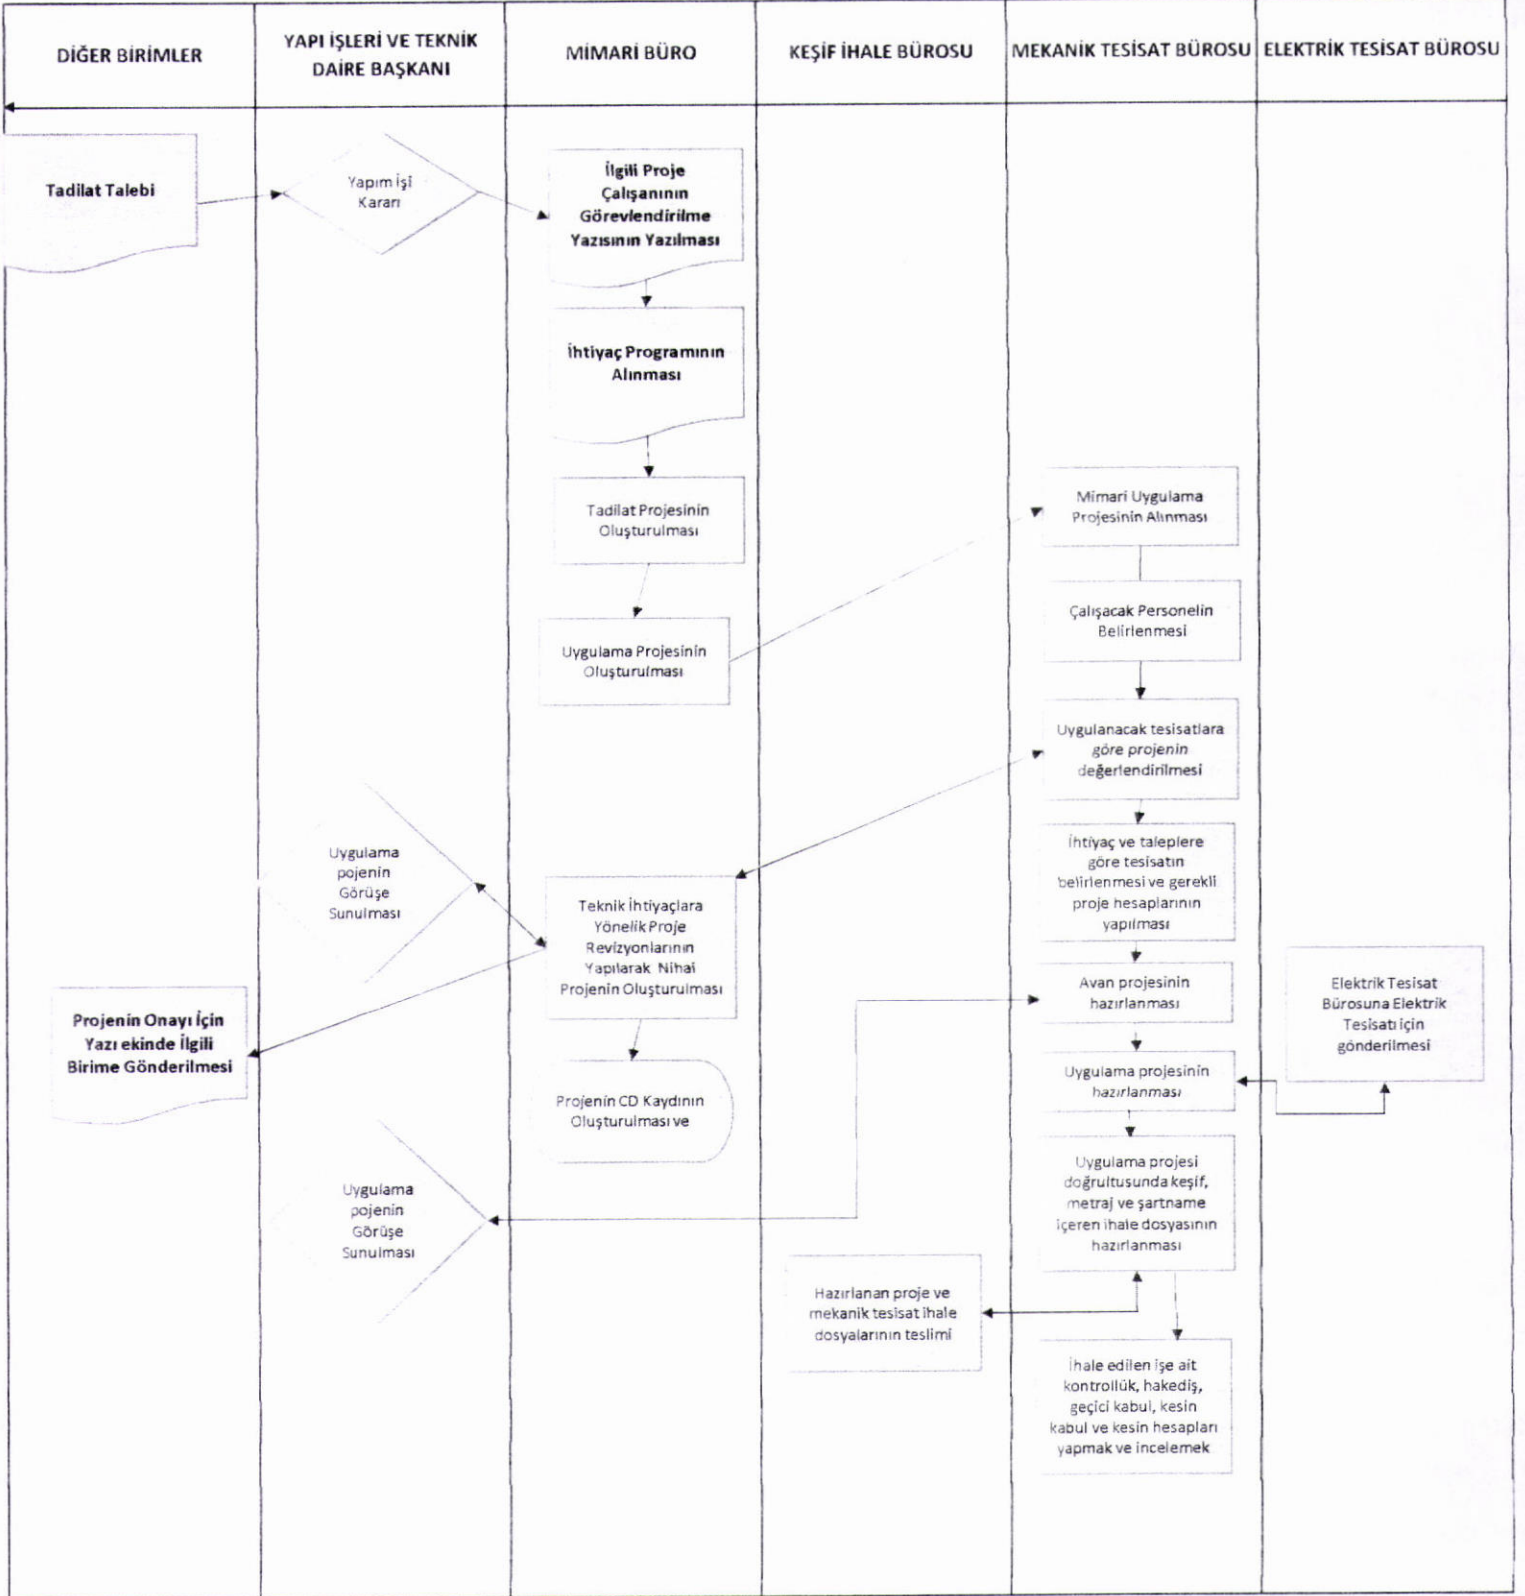 DİĞER BİRİMLER
YAPI İŞLERİ VE TEKNİK
DAİRE BAŞKANI
MİMARİ BÜRO
KEŞİF İHALE BÜROSU
MEKANİK TESİSAT BÜROSU
ELEKTRİK TESİSAT BÜROSU
Tadilat Talebi
Yapım İşi
Kararı
İlgili Proje
Çalışanının
Görevlendirilme
Yazısının Yazılması
İhtiyaç Programının
Alınması
Tadilat Projesinin
Oluşturulması
Uygulama Projesinin
Oluşturulması
Mimari Uygulama
Projesinin Alınması
Çalışacak Personelin
Belirlenmesi
Uygulanacak tesisatlara
göre projenin
değerlendirilmesi
İhtiyaç ve taleplere
göre tesisatın
belirlenmesi ve gerekli
proje hesaplarının
yapılması
Uygulama
pojenin
Görüşe
Sunulması
Teknik İhtiyaçlara
Yönelik Proje
Revizyonlarının
Yapılarak Nihai
Projenin Oluşturulması
Avan projesinin
hazırlanması
Elektrik Tesisat
Bürosuna Elektrik
Tesisatı için
gönderilmesi
Projenin Onayı İçin
Yazı ekinde İlgili
Birime Gönderilmesi
Projenin CD Kaydının
Oluşturulması ve
Uygulama projesinin
hazırlanması
Uygulama
pojenin
Görüşe
Sunulması
Uygulama projesi
doğrultusunda keşif,
metraj ve şartname
içeren ihale dosyasının
hazırlanması
Hazırlanan proje ve
mekanik tesisat ihale
dosyalarının teslimi
İhale edilen işe ait
kontrollük, hakediş,
geçici kabul, kesin
kabul ve kesin hesapları
yapmak ve incelemek